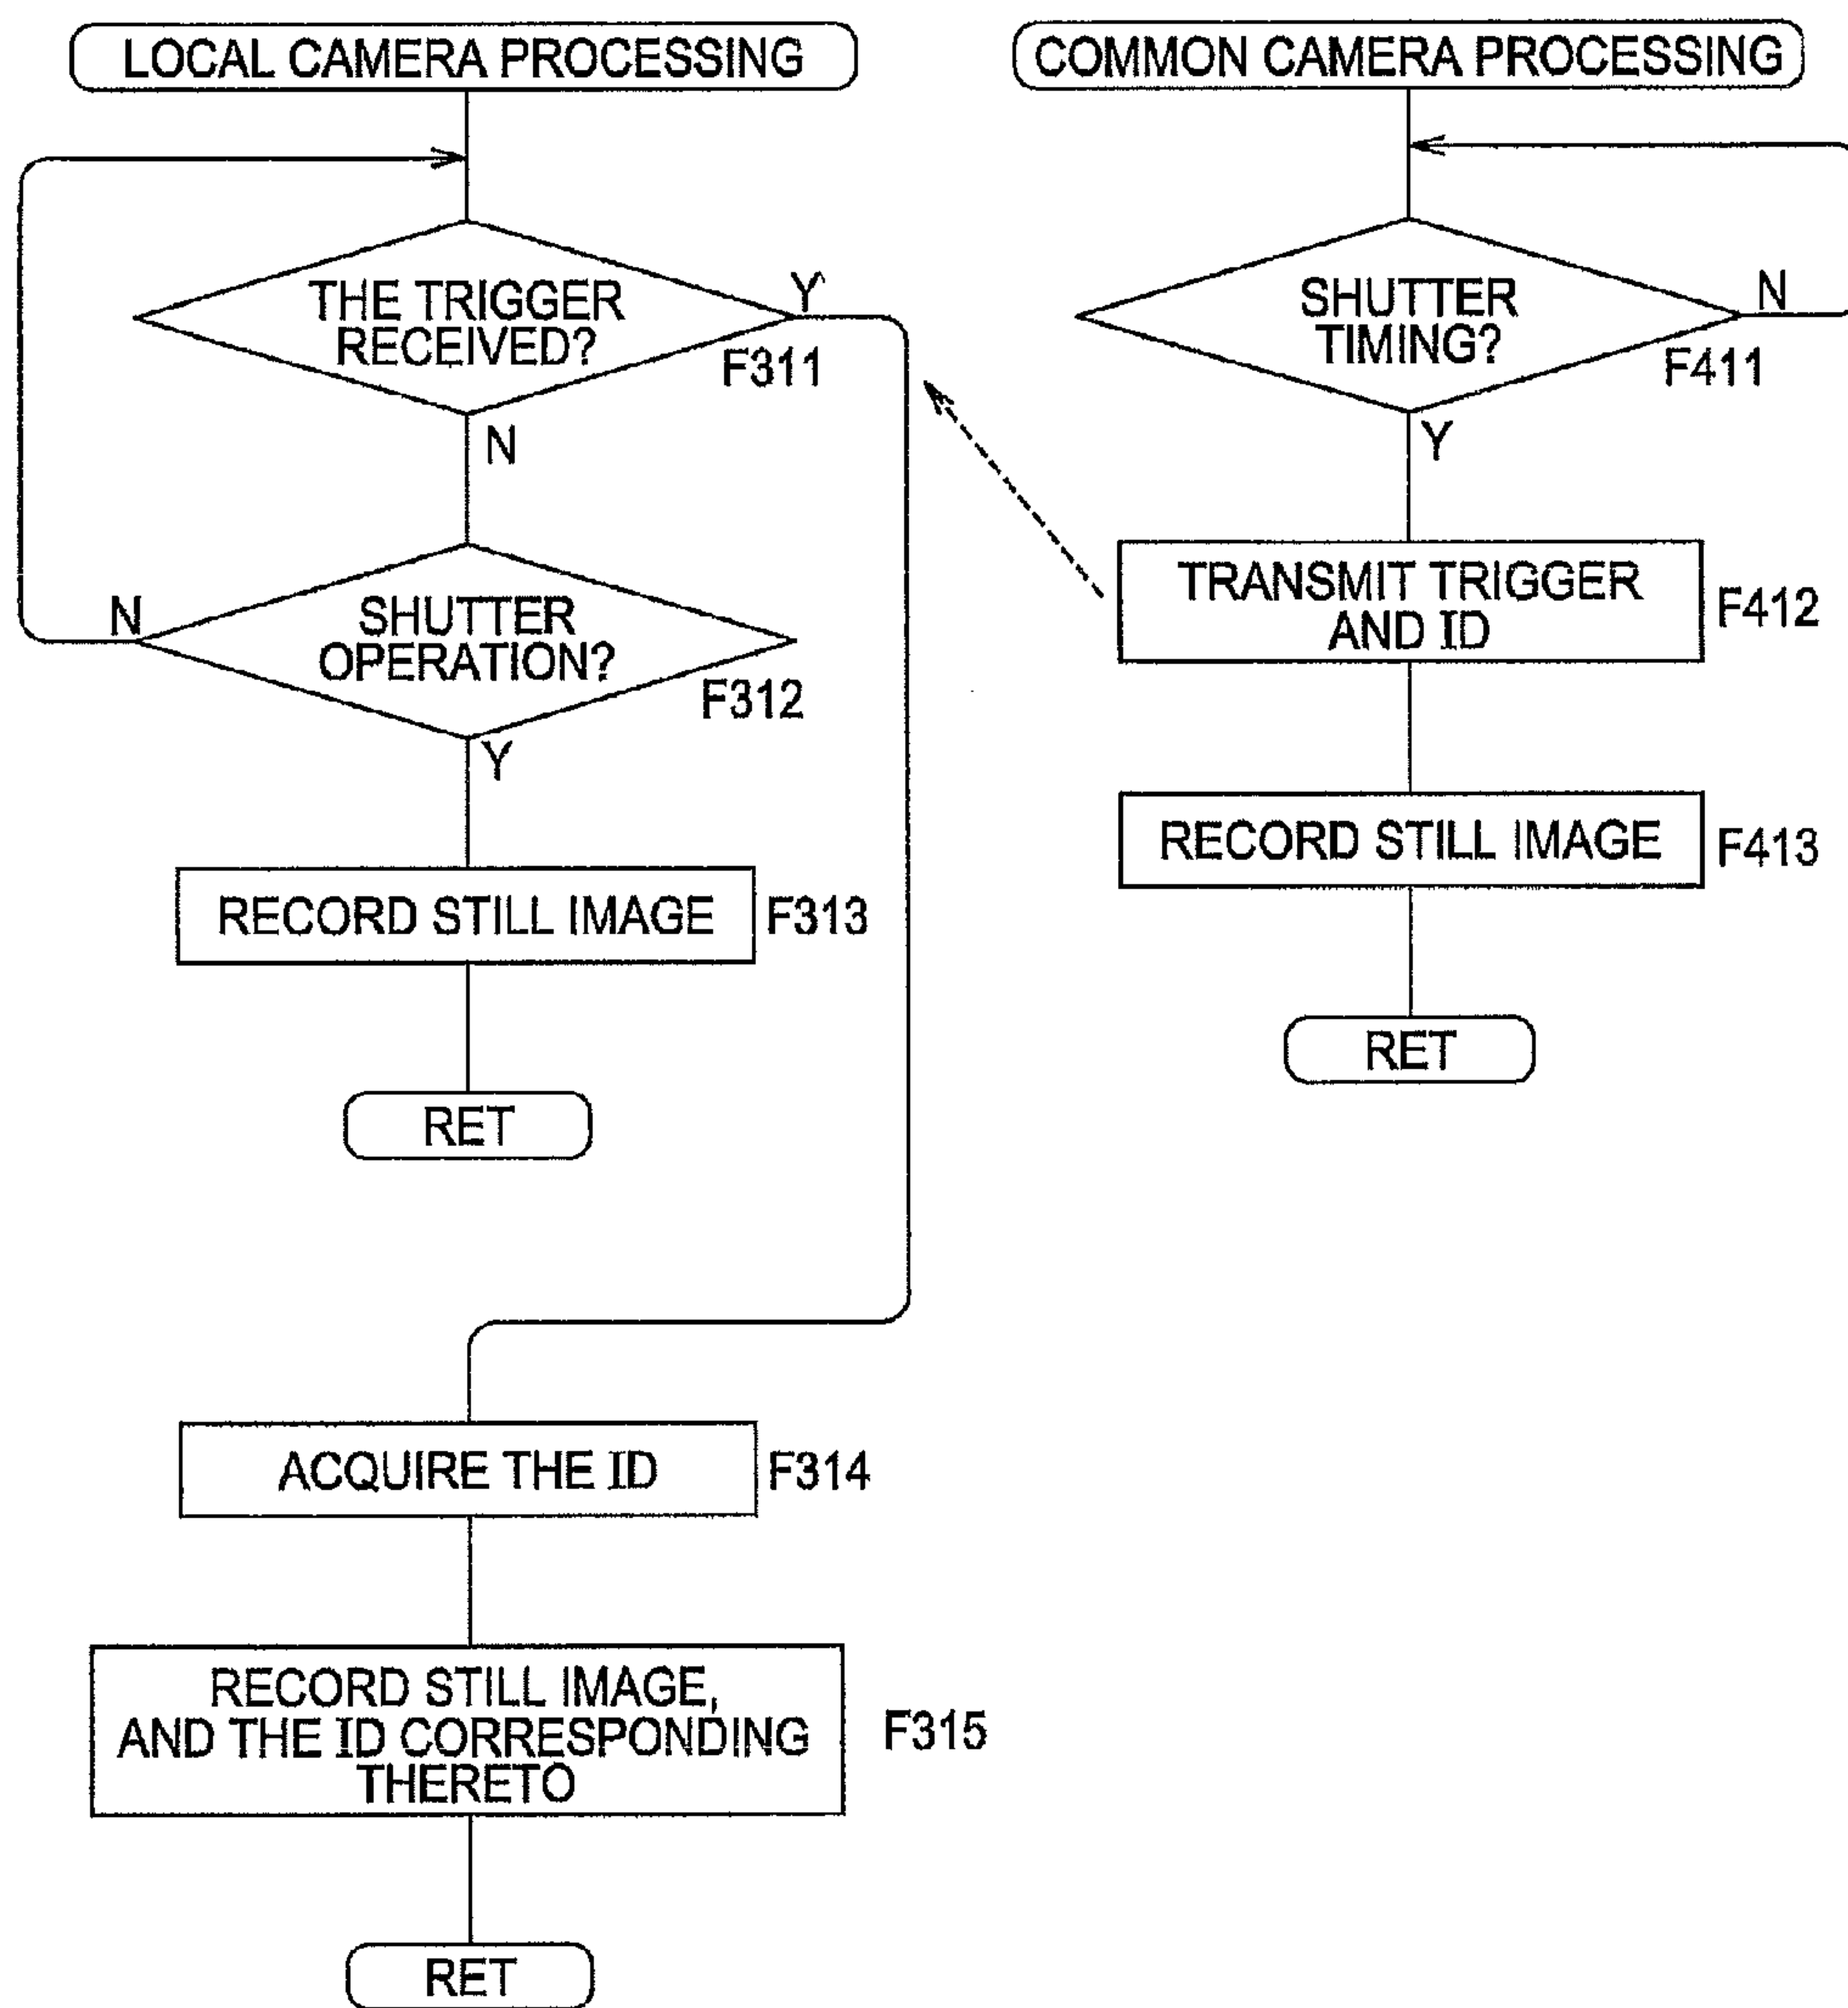 LOCAL CAMERA PROCESSING
THE TRIGGER
RECEIVED?
Y
F311
N
SHUTTER
OPERATION?
N
F312
Y
RECORD STILL IMAGE
F313
RET
ACQUIRE THE ID
F314
RECORD STILL IMAGE,
AND THE ID CORRESPONDING
THERETO
F315
RET
COMMON CAMERA PROCESSING
SHUTTER
TIMING?
N
F411
Y
TRANSMIT TRIGGER
AND ID
F412
RECORD STILL IMAGE
F413
RET